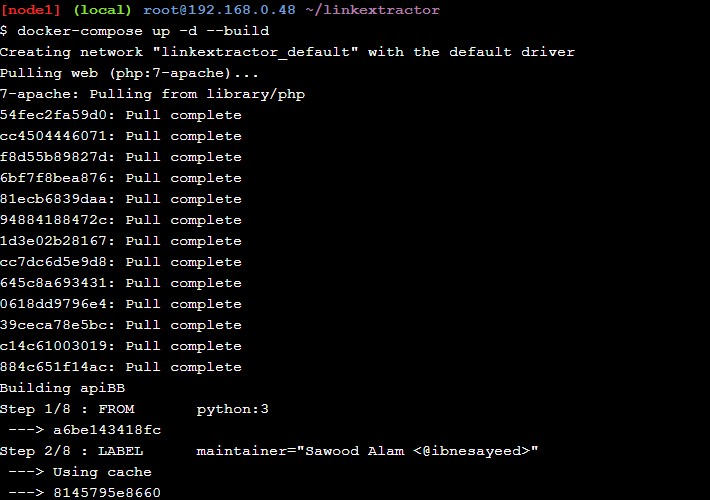 [node1] (local) root@192.168.0.48 ~/linkextractor
$ docker-compose up -d --build
Creating network "linkextractor_default" with the default driver
Pulling web (php:7-apache)...
7-apache: Pulling from library/php
54fec2fa59d0: Pull complete
cc4504446071: Pull complete
f8d55b89827d: Pull complete
6bf7f8bea876: Pull complete
81ecb6839daa: Pull complete
94884188472c: Pull complete
1d3e02b28167: Pull complete
cc7dc6d5e9d8: Pull complete
645c8a693431: Pull complete
0618dd9796e4: Pull complete
39ceca78e5bc: Pull complete
c14c61003019: Pull complete
884c651f14ac: Pull complete
Building apiBB
Step 1/8 : FROM       python:3
 ---> a6be143418fc
Step 2/8 : LABEL      maintainer="Sawood Alam <@ibnesayeed>"
 ---> Using cache
 ---> 8145795e8660